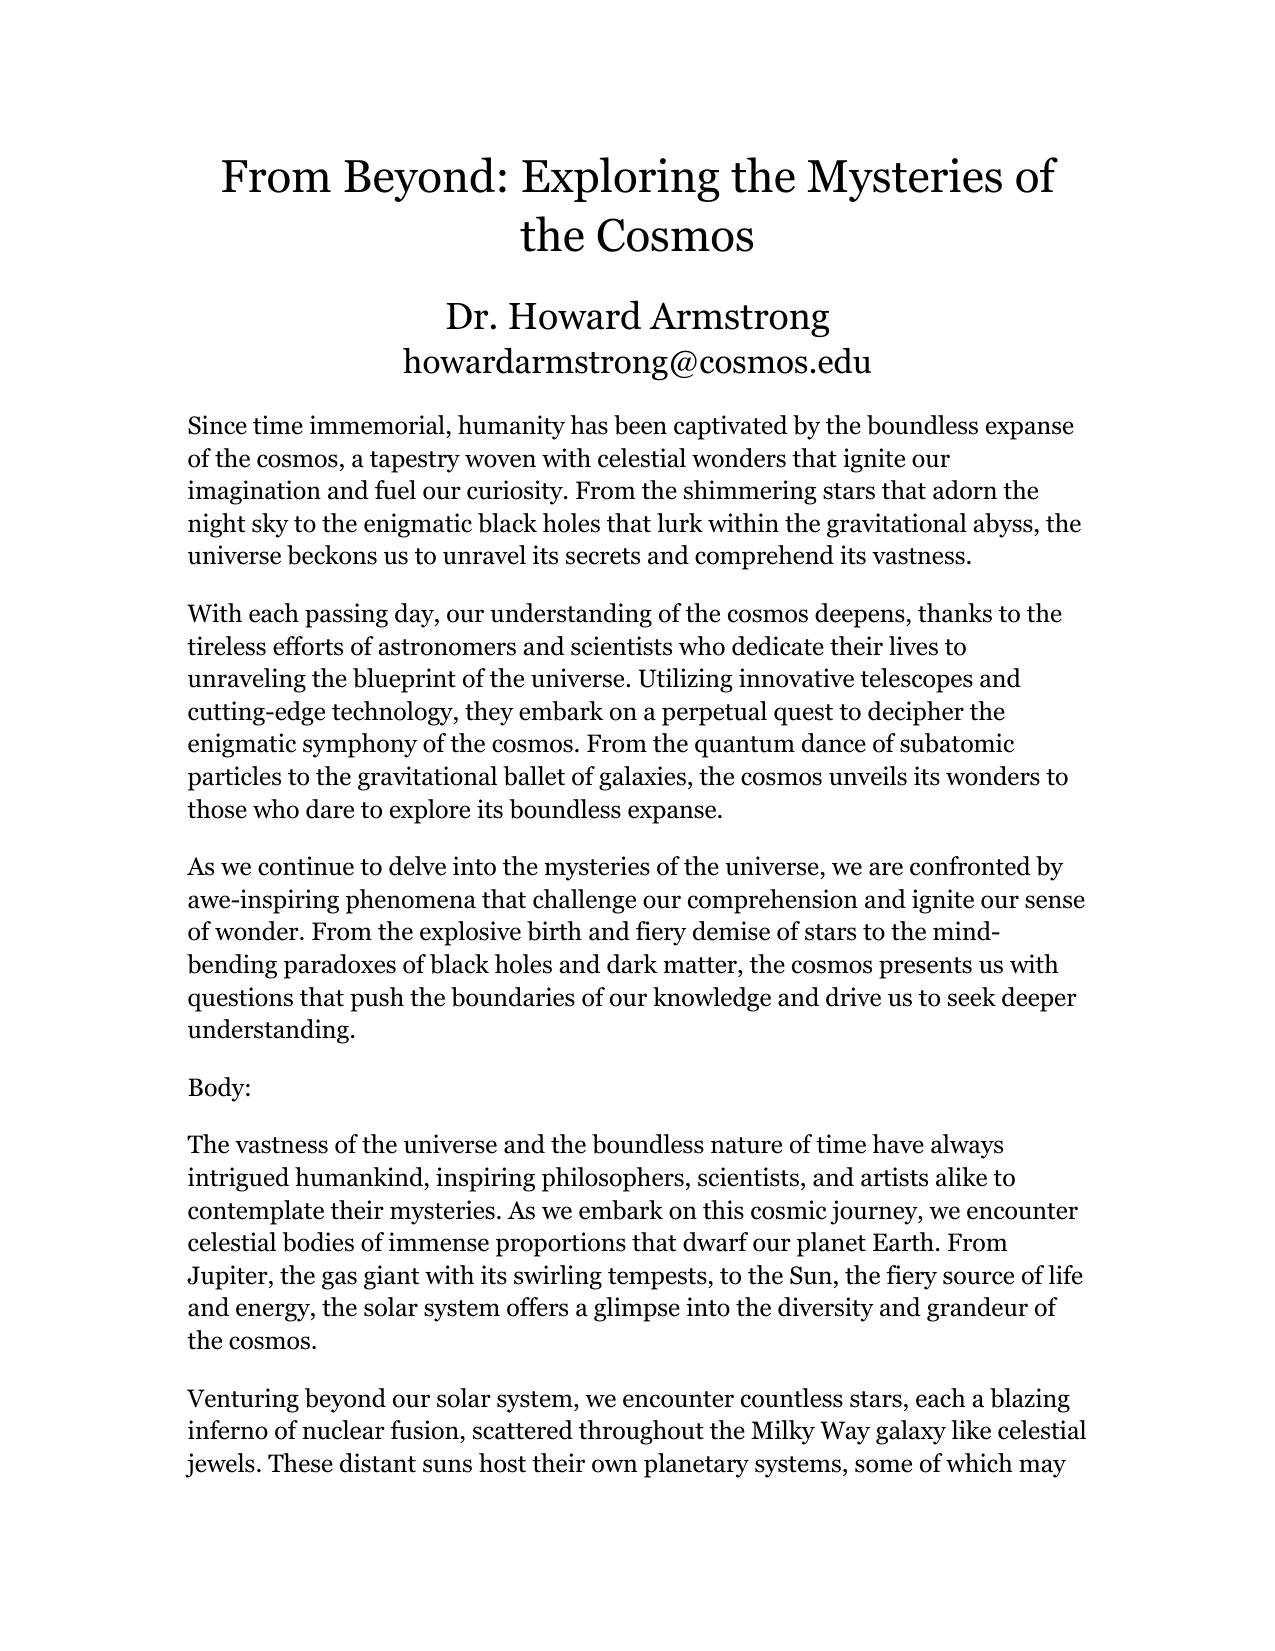 From Beyond: Exploring the Mysteries of
the Cosmos
Dr. Howard Armstrong
howardarmstrong@cosmos.edu
Since time immemorial, humanity has been captivated by the boundless expanse
of the cosmos, a tapestry woven with celestial wonders that ignite our
imagination and fuel our curiosity. From the shimmering stars that adorn the
night sky to the enigmatic black holes that lurk within the gravitational abyss, the
universe beckons us to unravel its secrets and comprehend its vastness.
With each passing day, our understanding of the cosmos deepens, thanks to the
tireless efforts of astronomers and scientists who dedicate their lives to
unraveling the blueprint of the universe. Utilizing innovative telescopes and
cutting-edge technology, they embark on a perpetual quest to decipher the
enigmatic symphony of the cosmos. From the quantum dance of subatomic
particles to the gravitational ballet of galaxies, the cosmos unveils its wonders to
those who dare to explore its boundless expanse.
As we continue to delve into the mysteries of the universe, we are confronted by
awe-inspiring phenomena that challenge our comprehension and ignite our sense
of wonder. From the explosive birth and fiery demise of stars to the mind-
bending paradoxes of black holes and dark matter, the cosmos presents us with
questions that push the boundaries of our knowledge and drive us to seek deeper
understanding.
Body:
The vastness of the universe and the boundless nature of time have always
intrigued humankind, inspiring philosophers, scientists, and artists alike to
contemplate their mysteries. As we embark on this cosmic journey, we encounter
celestial bodies of immense proportions that dwarf our planet Earth. From
Jupiter, the gas giant with its swirling tempests, to the Sun, the fiery source of life
and energy, the solar system offers a glimpse into the diversity and grandeur of
the cosmos.
Venturing beyond our solar system, we encounter countless stars, each a blazing
inferno of nuclear fusion, scattered throughout the Milky Way galaxy like celestial
jewels. These distant suns host their own planetary systems, some of which may